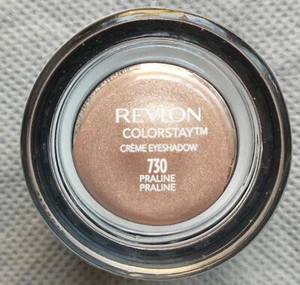 REVLON
COLORSTAY™
CRÈME EYESHADOW
730
PRALINE
PRALINE